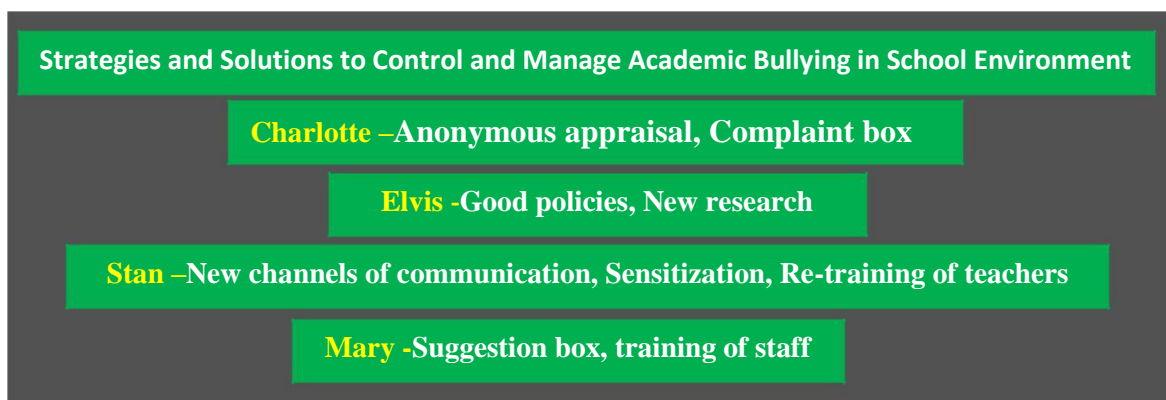 Strategies and Solutions to Control and Manage Academic Bullying in School Environment
Charlotte –Anonymous appraisal, Complaint box
Elvis -Good policies, New research
Stan –New channels of communication, Sensitization, Re-training of teachers
Mary -Suggestion box, training of staff